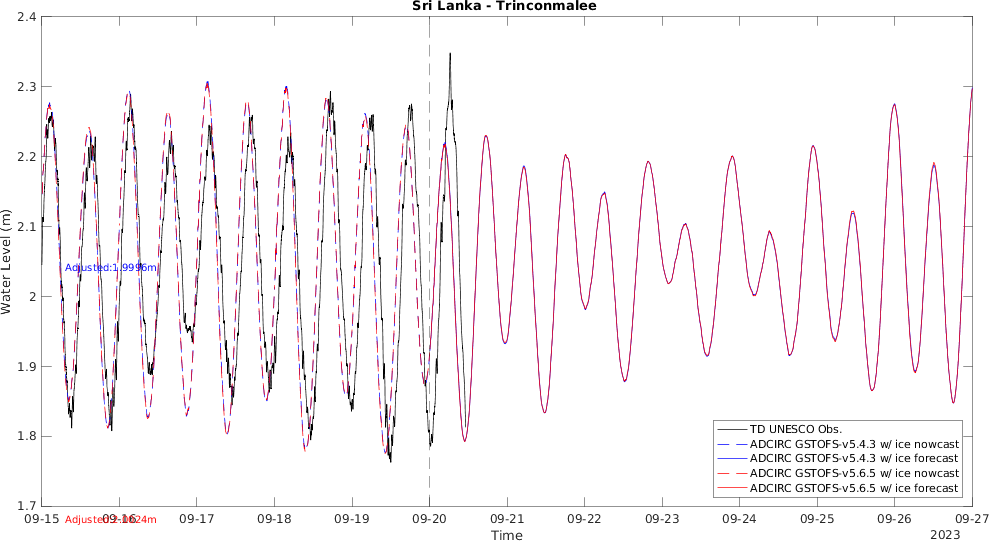 Sri Lanka - Trinconmalee
2.4
2.3
2.2
2.1
2
1.9
1.8
1.7
Water Level (m)
Adjusted:1.9996m
TD UNESCO Obs.
ADCIRC GSTOFS-v5.4.3 w/ ice nowcast
ADCIRC GSTOFS-v5.4.3 w/ ice forecast
ADCIRC GSTOFS-v5.6.5 w/ ice nowcast
ADCIRC GSTOFS-v5.6.5 w/ ice forecast
09-15 09-16 09-17 09-18 09-19 09-20 09-21 09-22 09-23 09-24 09-25 09-26 09-27
Time
2023